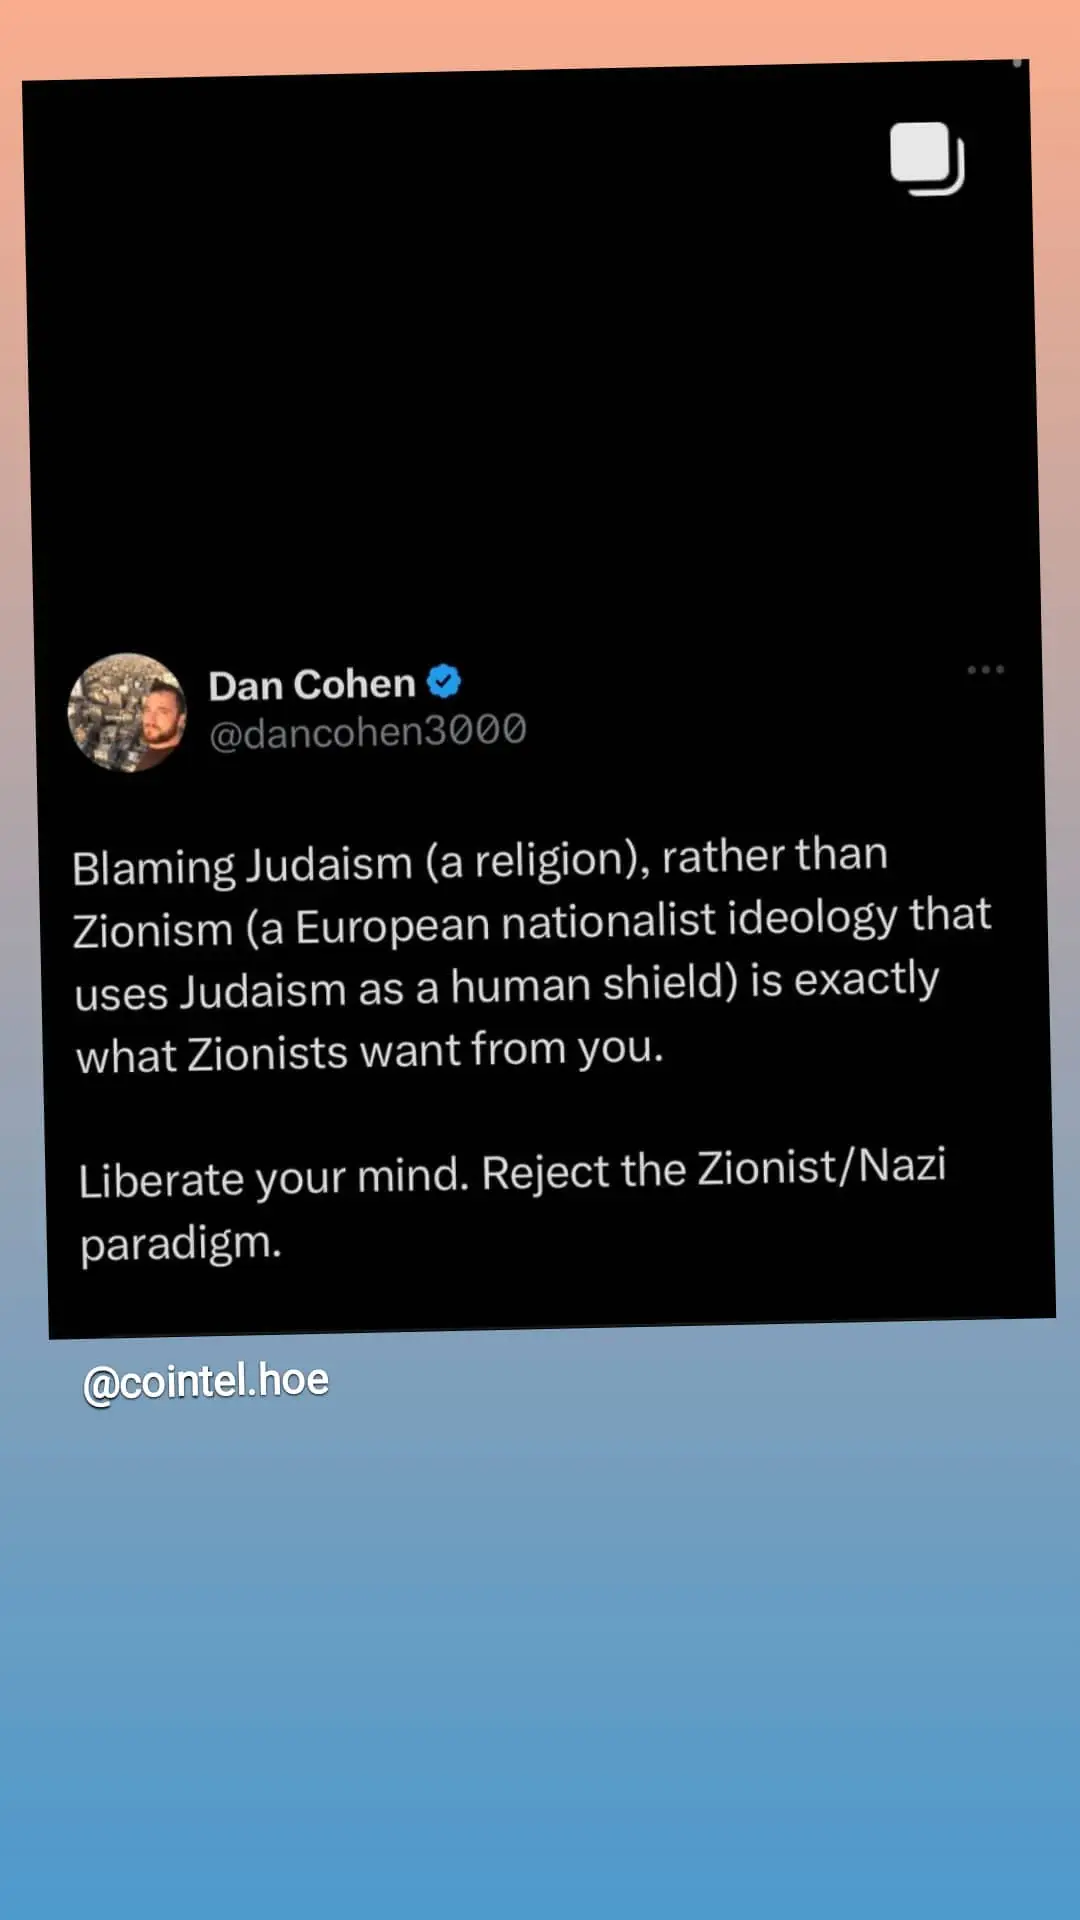 Dan Cohen
@dancohen3000
Blaming Judaism (a religion), rather than
Zionism (a European nationalist ideology that
uses Judaism as a human shield) is exactly
what Zionists want from you.
Liberate your mind. Reject the Zionist/Nazi
paradigm.
@cointel.hoe